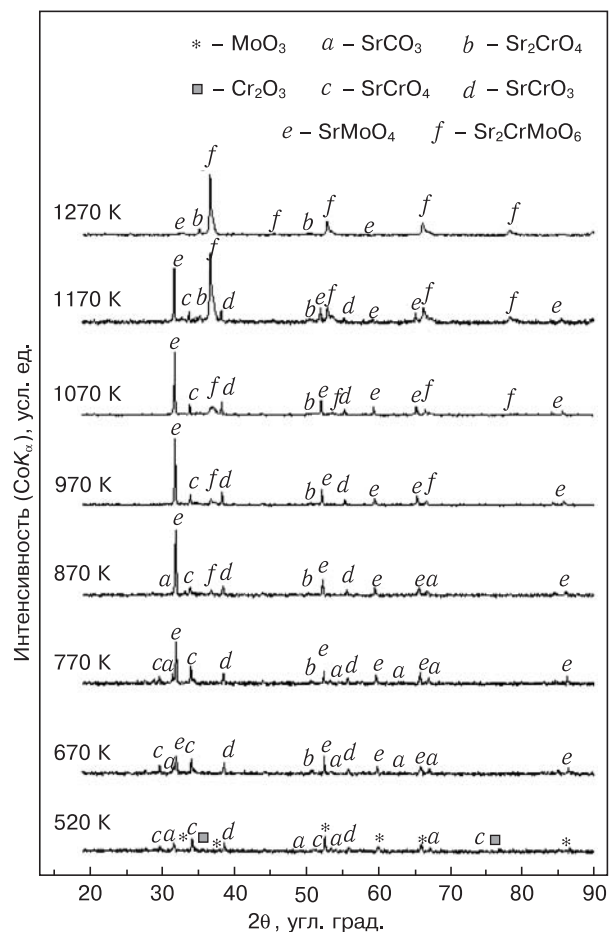 * – MoO₃ a – SrCO₃ b – Sr₂CrO₄
■ – Cr₂O₃ c – SrCrO₄ d – SrCrO₃
e – SrMoO₄ f – Sr₂CrMoO₆
f
1270 K e b f f f f
b e
1170 K e c b f d b e f d e e f f e
1070 K e c f d b e f d e e f f e
970 K e c f d b e d e e f e
870 K a e c f d b e d e e a e
770 K c a e c d b e a d e a e a e
670 K c a e c d b e a d e a e a e
520 K c a * c ■ * d a c * a d * * a c ■ *
20 30 40 50 60 70 80 90
2θ, угл. град.
Интенсивность (CoKα), усл. ед.